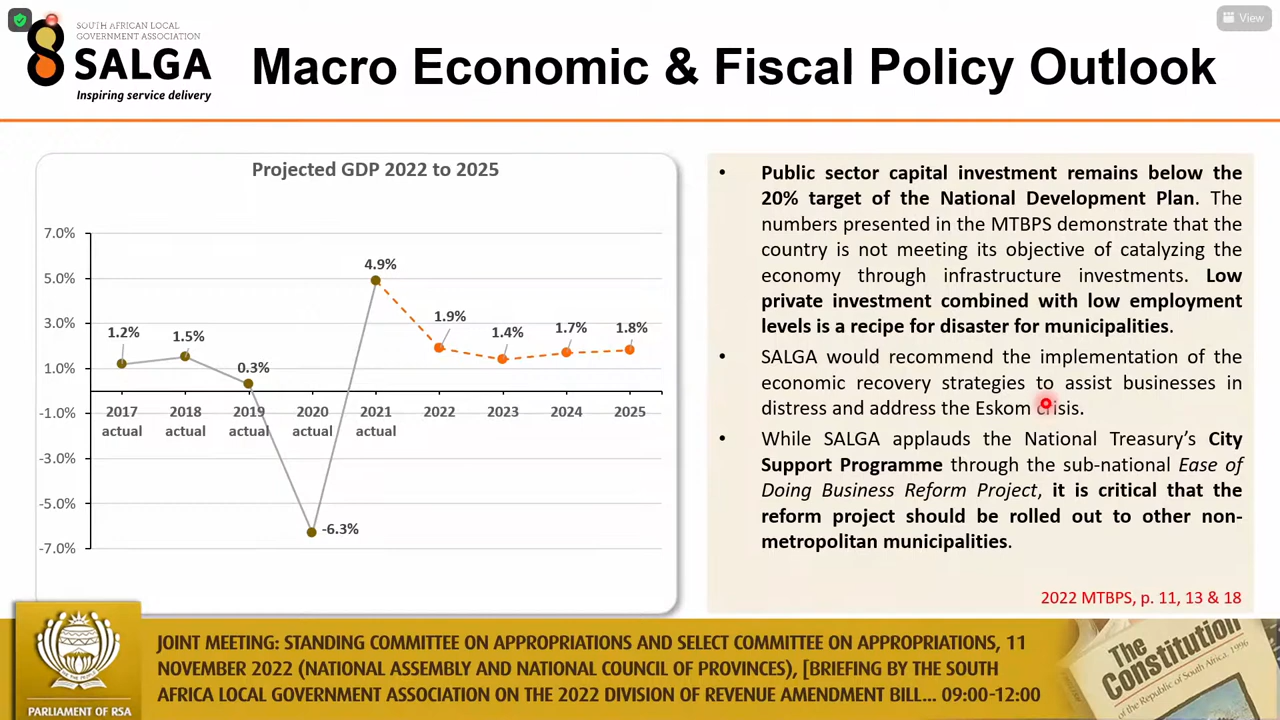 View
SOUTH AFRICAN LOCAL
GOVERNMENT ASSOCIATION
SALGA
Inspiring service delivery
Macro Economic & Fiscal Policy Outlook
Projected GDP 2022 to 2025
7.0%
5.0%
3.0%
1.0%
-1.0%
-3.0%
-5.0%
-7.0%
1.2%
1.5%
0.3%
-6.3%
4.9%
1.9%
1.4%
1.7%
1.8%
2017 actual
2018 actual
2019 actual
2020 actual
2021 actual
2022
2023
2024
2025
• Public sector capital investment remains below the
20% target of the National Development Plan. The
numbers presented in the MTBPS demonstrate that the
country is not meeting its objective of catalyzing the
economy through infrastructure investments. Low
private investment combined with low employment
levels is a recipe for disaster for municipalities.
• SALGA would recommend the implementation of the
economic recovery strategies to assist businesses in
distress and address the Eskom crisis.
• While SALGA applauds the National Treasury's City
Support Programme through the sub-national Ease of
Doing Business Reform Project, it is critical that the
reform project should be rolled out to other non-
metropolitan municipalities.
2022 MTBPS, p. 11, 13 & 18
PARLIAMENT OF RSA
JOINT MEETING: STANDING COMMITTEE ON APPROPRIATIONS AND SELECT COMMITTEE ON APPROPRIATIONS, 11
NOVEMBER 2022 (NATIONAL ASSEMBLY AND NATIONAL COUNCIL OF PROVINCES), [BRIEFING BY THE SOUTH
AFRICA LOCAL GOVERNMENT ASSOCIATION ON THE 2022 DIVISION OF REVENUE AMENDMENT BILL... 09:00-12:00
The
Constitution
of the Republic of South Africa, 1996